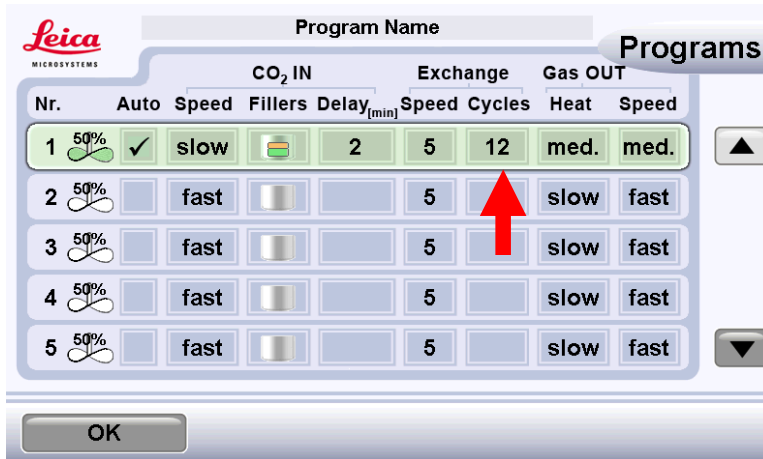 Leica
MICROSYSTEMS
Program Name
Programs
CO₂ IN Exchange Gas OUT
Nr. Auto Speed Fillers Delay[min] Speed Cycles Heat Speed
1 50% ✓ slow 2 5 12 med. med.
2 50% fast 5 slow fast
3 50% fast 5 slow fast
4 50% fast 5 slow fast
5 50% fast 5 slow fast
OK